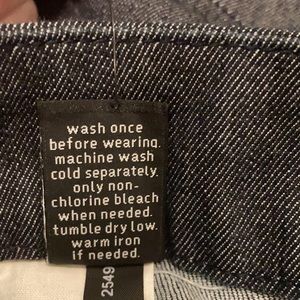 wash once
before wearing.
machine wash
cold separately.
only non-
chlorine bleach
when needed.
tumble dry low.
warm iron
if needed.
2549